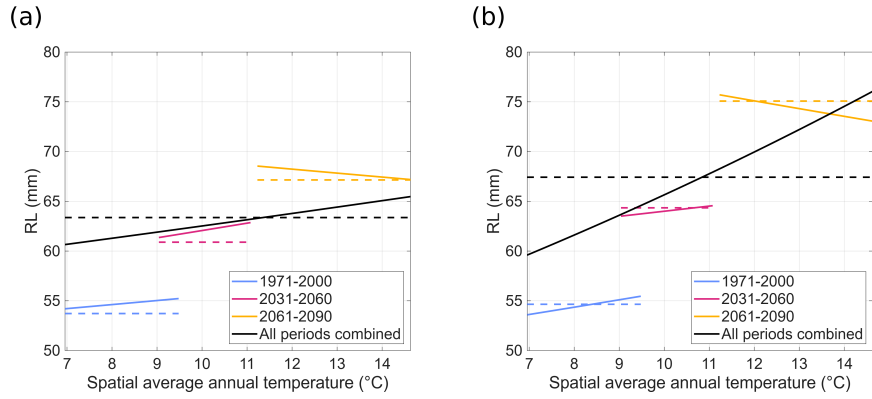 (a)
(b)
80
75
70
65
60
55
50
RL (mm)
7 8 9 10 11 12 13 14
Spatial average annual temperature (°C)
1971-2000
2031-2060
2061-2090
All periods combined
80
75
70
65
60
55
50
RL (mm)
7 8 9 10 11 12 13 14
Spatial average annual temperature (°C)
1971-2000
2031-2060
2061-2090
All periods combined